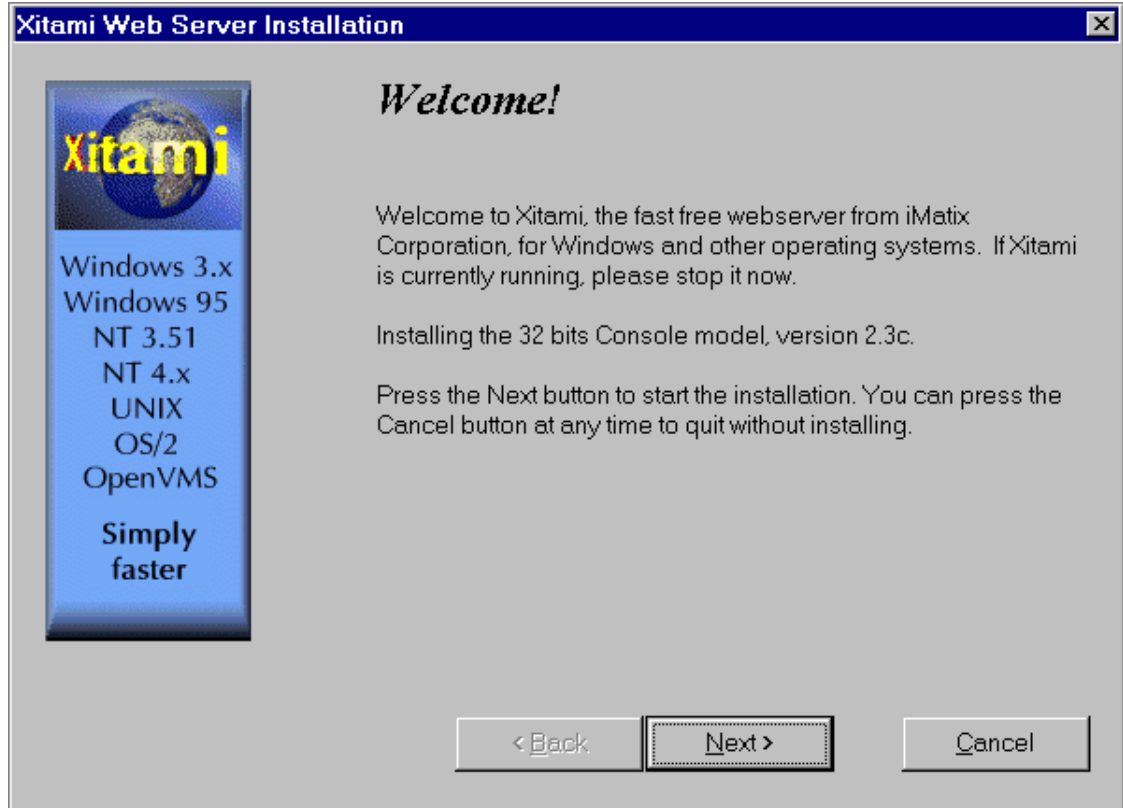 Xitami Web Server Installation
Xitami
Windows 3.x
Windows 95
NT 3.51
NT 4.x
UNIX
OS/2
OpenVMS
Simply
faster
Welcome!
Welcome to Xitami, the fast free webserver from iMatix
Corporation, for Windows and other operating systems.  If Xitami
is currently running, please stop it now.
Installing the 32 bits Console model, version 2.3c.
Press the Next button to start the installation. You can press the
Cancel button at any time to quit without installing.
< Back
Next >
Cancel